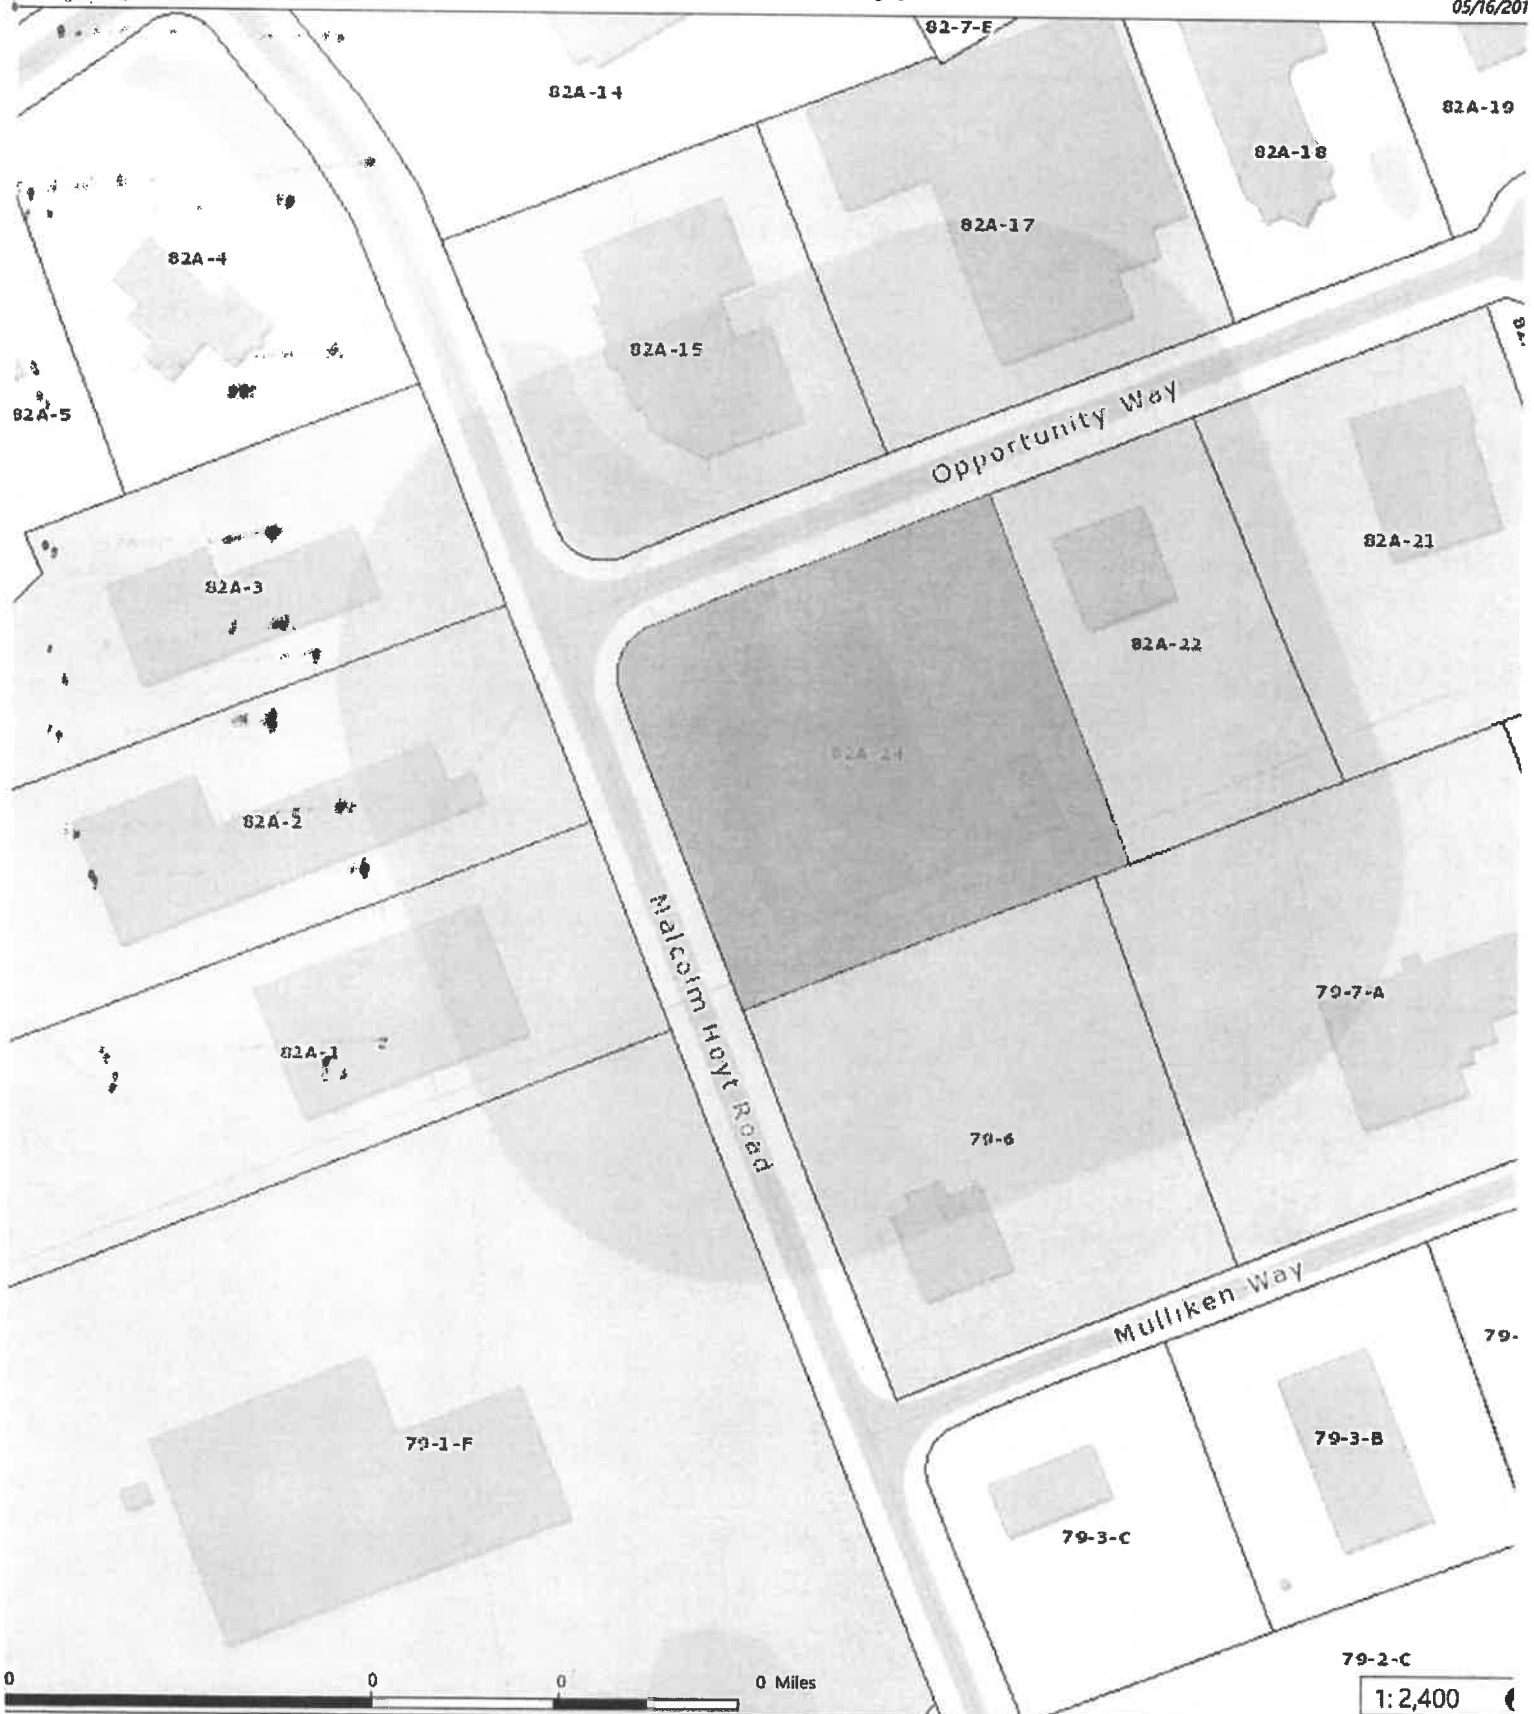 05/16/201
82-7-E
82A-14
82A-19
82A-18
82A-17
82A-4
82A-15
82A-5
Opportunity Way
82A-21
82A-3
82A-22
82A-2
Malcolm Hoyt Road
79-7-A
82A-1
79-6
Mulliken Way
79-
79-1-F
79-3-B
79-3-C
79-2-C
0 0 0 0 Miles
1:2,400